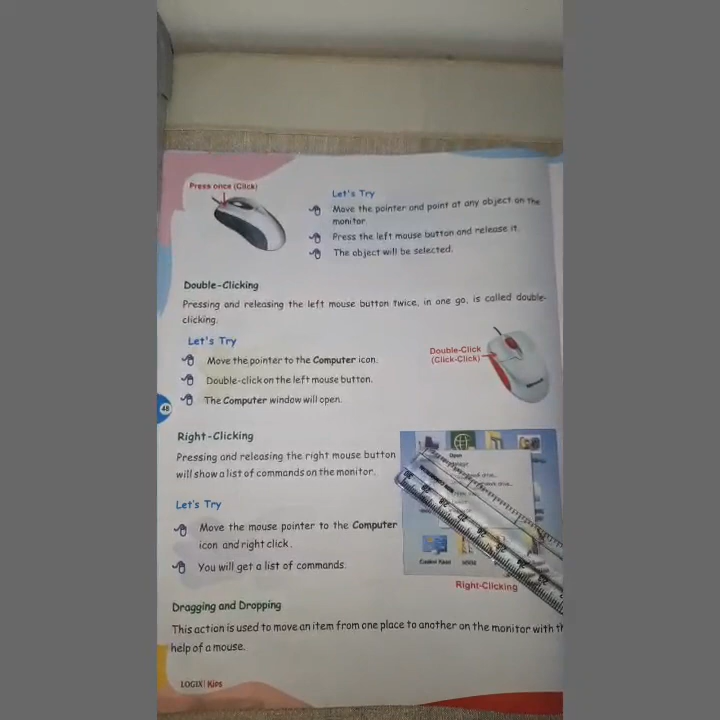 Press once (Click)
Let's Try
Move the pointer and point at any object on the
monitor.
Press the left mouse button and release it.
The object will be selected.
Double-Clicking
Pressing and releasing the left mouse button twice, in one go, is called double-
clicking.
Let's Try
Move the pointer to the Computer icon.
Double-click on the left mouse button.
The Computer window will open.
Double-Click
(Click-Click)
48
Right-Clicking
Pressing and releasing the right mouse button
will show a list of commands on the monitor.
Let's Try
Move the mouse pointer to the Computer
icon and right click.
You will get a list of commands.
Open
Right-Clicking
Dragging and Dropping
This action is used to move an item from one place to another on the monitor with
help of a mouse.
LOGIX! Kids